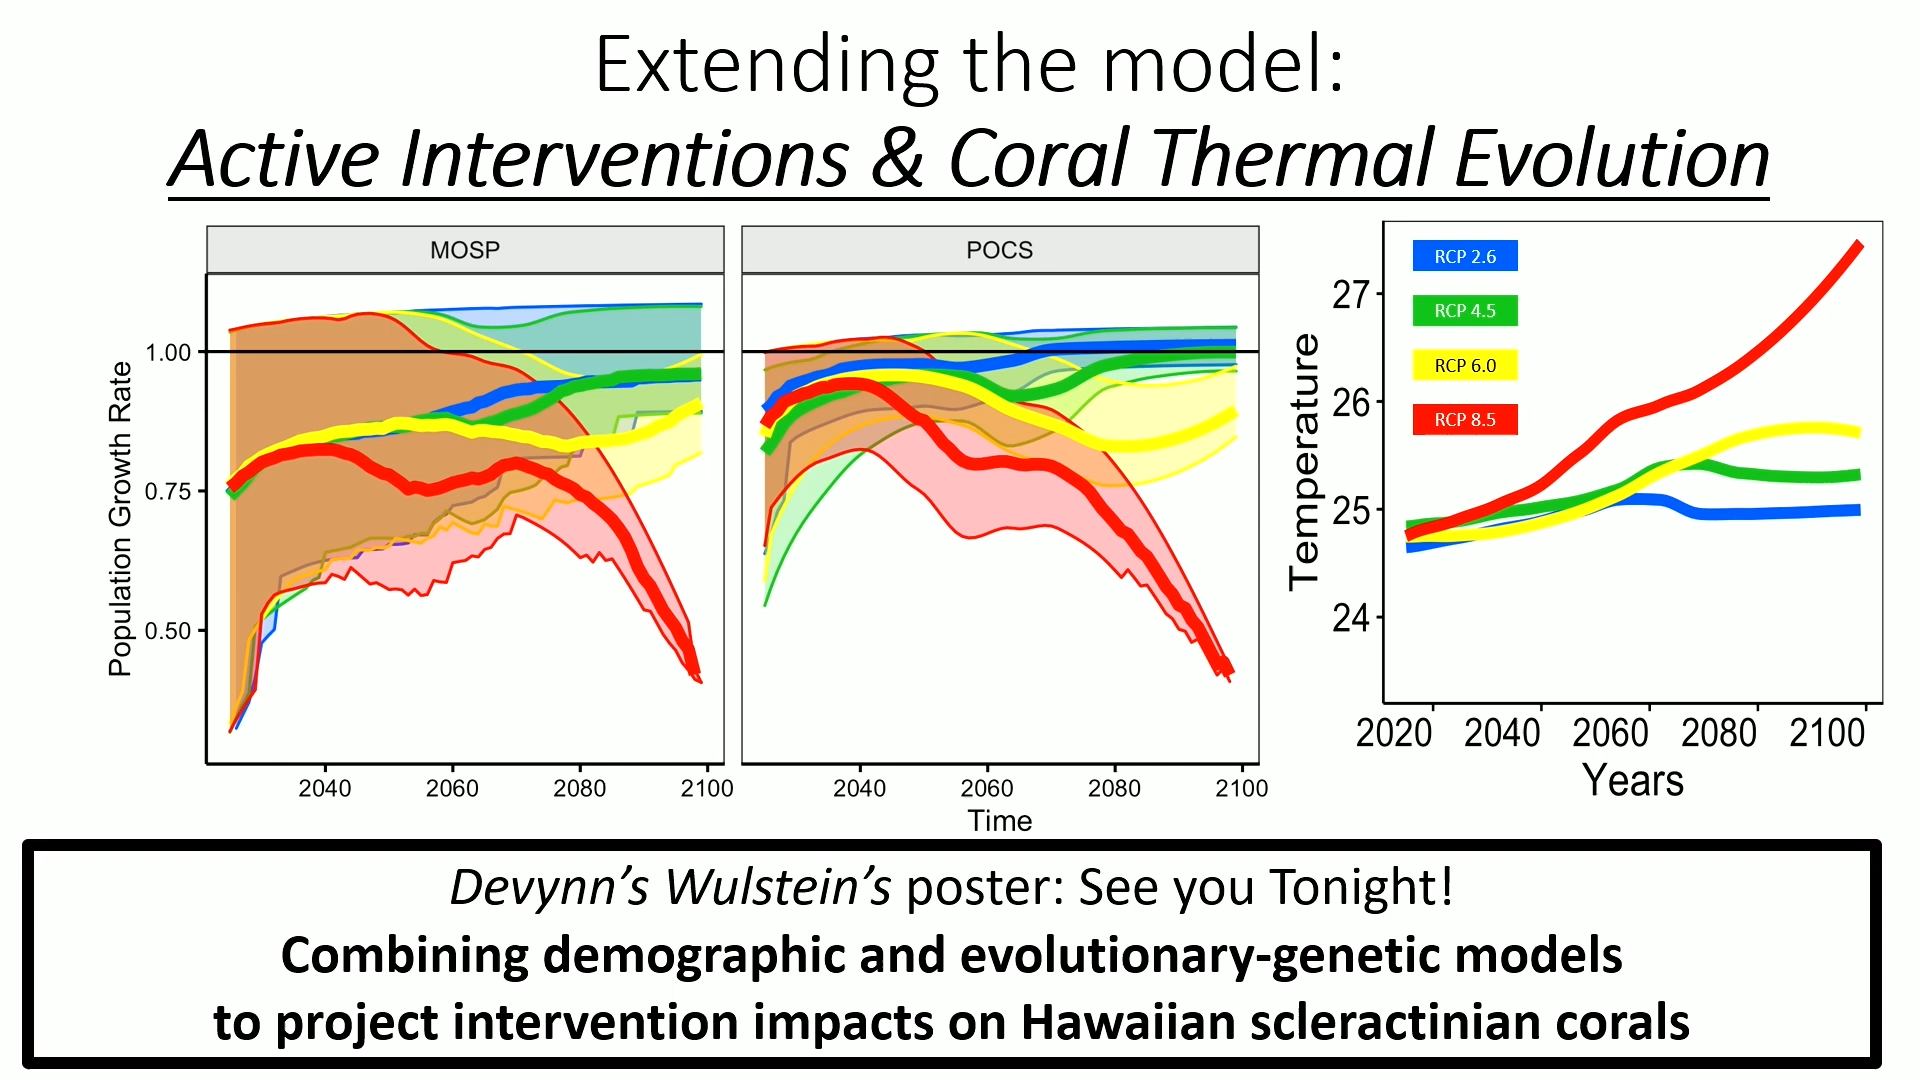 Extending the model:
Active Interventions & Coral Thermal Evolution
MOSP
POCS
Population Growth Rate
1.00
0.75
0.50
2040
2060
2080
2100
2040
2060
2080
2100
Time
RCP 2.6
RCP 4.5
RCP 6.0
RCP 8.5
Temperature
27
26
25
24
2020
2040
2060
2080
2100
Years
Devynn’s Wulstein’s poster: See you Tonight!
Combining demographic and evolutionary-genetic models
to project intervention impacts on Hawaiian scleractinian corals